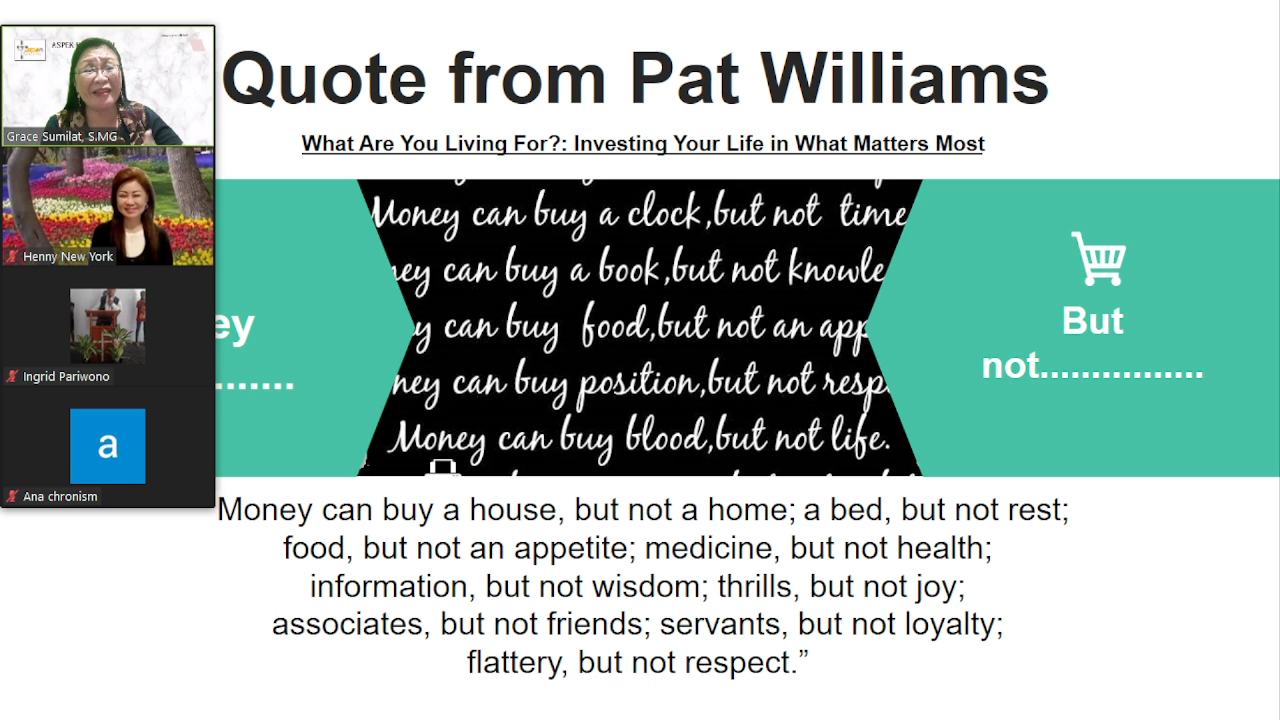 Quote from Pat Williams
What Are You Living For?: Investing Your Life in What Matters Most
ASPEK
Grace Sumilat, S.MG
Henny New York
Ingrid Pariwono
a
Ana chronism
ey
.......
Money can buy a clock,but not time
ey can buy a book,but not knowle
y can buy food,but not an app
ney can buy position,but not resp
Money can buy blood,but not life.
But
not................
Money can buy a house, but not a home; a bed, but not rest;
food, but not an appetite; medicine, but not health;
information, but not wisdom; thrills, but not joy;
associates, but not friends; servants, but not loyalty;
flattery, but not respect.”